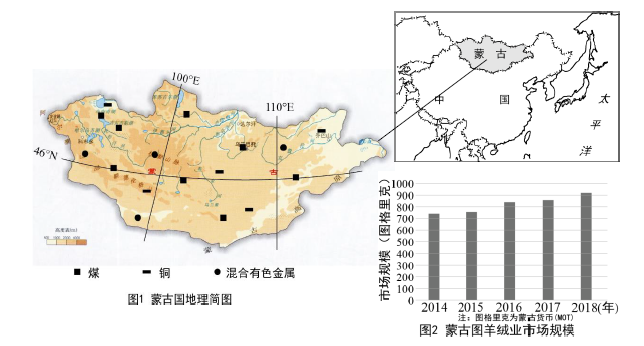 100°E
110°E
46°N
蒙
古
蒙 古
中 国
太
平
洋
■ 煤
━ 铜
● 混合有色金属
图1 蒙古国地理简图
市场规模（图格里克）
1000
900
800
700
600
500
400
300
200
100
0
2014 2015 2016 2017 2018(年)
注：图格里克为蒙古货币(MOT)
图2 蒙古图羊绒业市场规模